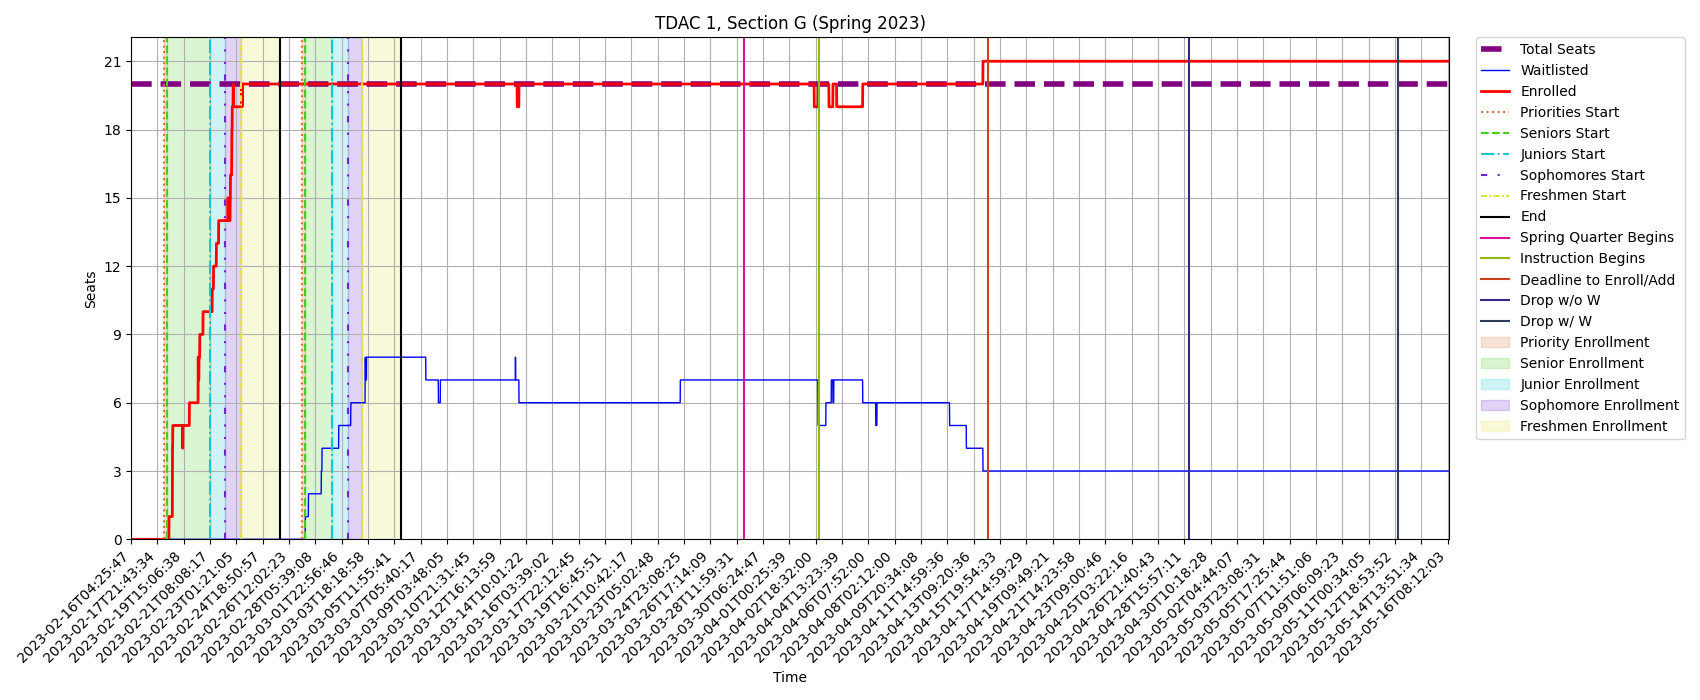 TDAC 1, Section G (Spring 2023)
Seats
21
18
15
12
9
6
3
0
2023-02-16T04:25:47
2023-02-17T21:43:34
2023-02-19T15:06:38
2023-02-21T08:08:17
2023-02-23T01:21:05
2023-02-24T18:50:57
2023-02-26T12:02:23
2023-02-28T05:39:08
2023-03-01T22:56:46
2023-03-03T18:18:58
2023-03-05T11:55:41
2023-03-07T05:40:17
2023-03-09T03:48:05
2023-03-10T21:31:45
2023-03-12T16:13:59
2023-03-14T10:01:22
2023-03-16T03:39:02
2023-03-17T22:12:45
2023-03-19T16:45:51
2023-03-21T10:42:17
2023-03-23T05:02:48
2023-03-24T23:08:25
2023-03-26T17:14:09
2023-03-28T11:59:31
2023-03-30T06:24:47
2023-04-01T00:25:39
2023-04-02T18:32:00
2023-04-04T13:23:39
2023-04-06T07:52:00
2023-04-08T02:12:00
2023-04-09T20:34:08
2023-04-11T14:59:36
2023-04-13T09:20:36
2023-04-15T19:54:33
2023-04-17T14:59:29
2023-04-19T09:49:21
2023-04-21T14:23:58
2023-04-23T09:00:46
2023-04-25T03:22:16
2023-04-26T21:40:43
2023-04-28T15:57:11
2023-04-30T10:18:28
2023-05-02T04:44:07
2023-05-03T23:08:31
2023-05-05T17:25:44
2023-05-07T11:51:06
2023-05-09T06:09:23
2023-05-11T00:34:05
2023-05-12T18:53:52
2023-05-14T13:51:34
2023-05-16T08:12:03
Time
Total Seats
Waitlisted
Enrolled
Priorities Start
Seniors Start
Juniors Start
Sophomores Start
Freshmen Start
End
Spring Quarter Begins
Instruction Begins
Deadline to Enroll/Add
Drop w/o W
Drop w/ W
Priority Enrollment
Senior Enrollment
Junior Enrollment
Sophomore Enrollment
Freshmen Enrollment